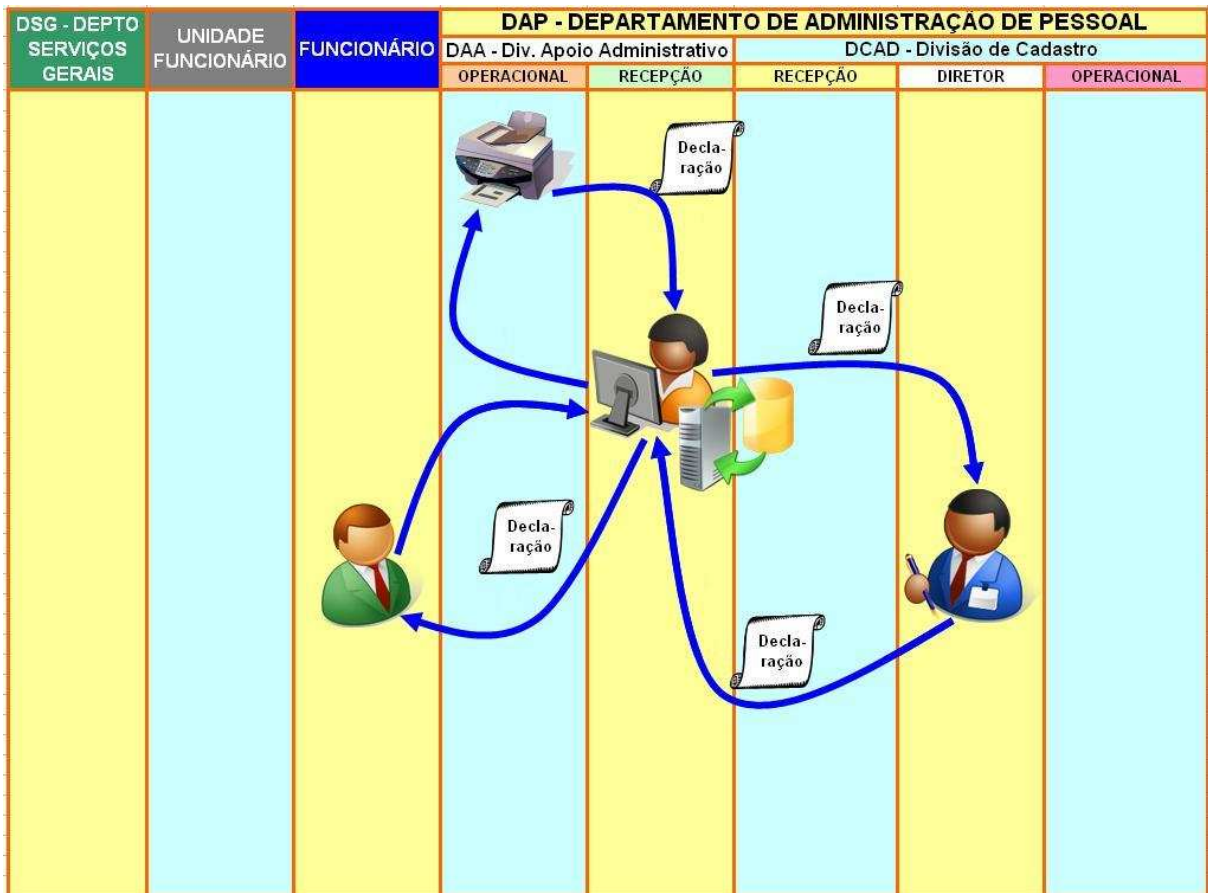 DSG - DEPTO
SERVIÇOS
GERAIS
UNIDADE
FUNCIONÁRIO
FUNCIONÁRIO
DAP - DEPARTAMENTO DE ADMINISTRAÇÃO DE PESSOAL
DAA - Div. Apoio Administrativo
DCAD - Divisão de Cadastro
OPERACIONAL
RECEPÇÃO
RECEPÇÃO
DIRETOR
OPERACIONAL
Decla-
ração
Decla-
ração
Decla-
ração
Decla-
ração